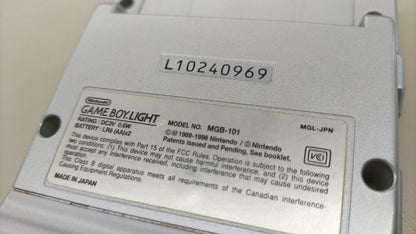 L10240969
Nintendo
GAME BOY LIGHT
MODEL NO. MGB-101
MGL-JPN
RATING : DC3V 0.6W
BATTERY : LR6 (AA)x2
©Ⓜ 1989-1996 Nintendo / © Nintendo
Patents issued and Pending. See booklet.
This device complies with Part 15 of the FCC Rules. Operation is subject to the following
two conditions: (1) This device may not cause harmful interference, and (2) this device
must accept any interference received, including interference that may cause undesired
operation.
This Class B digital apparatus meets all requirements of the Canadian Interference-
Causing Equipment Regulations.
MADE IN JAPAN